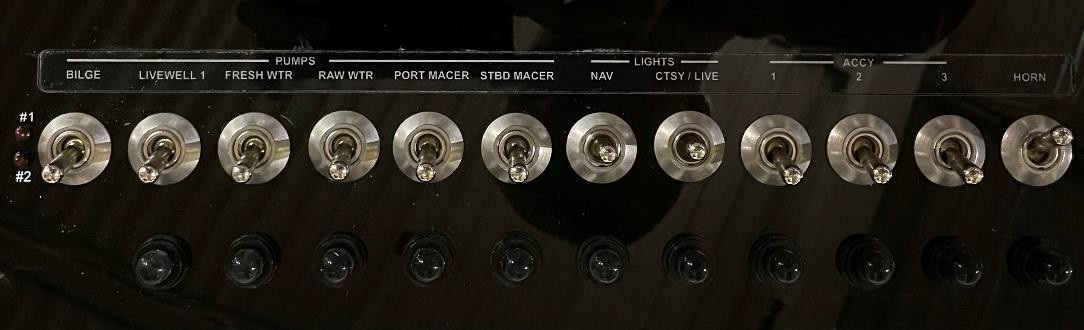 PUMPS LIGHTS ACCY
BILGE LIVEWELL 1 FRESH WTR RAW WTR PORT MACER STBD MACER NAV CTSY / LIVE 1 2 3 HORN
#1
#2